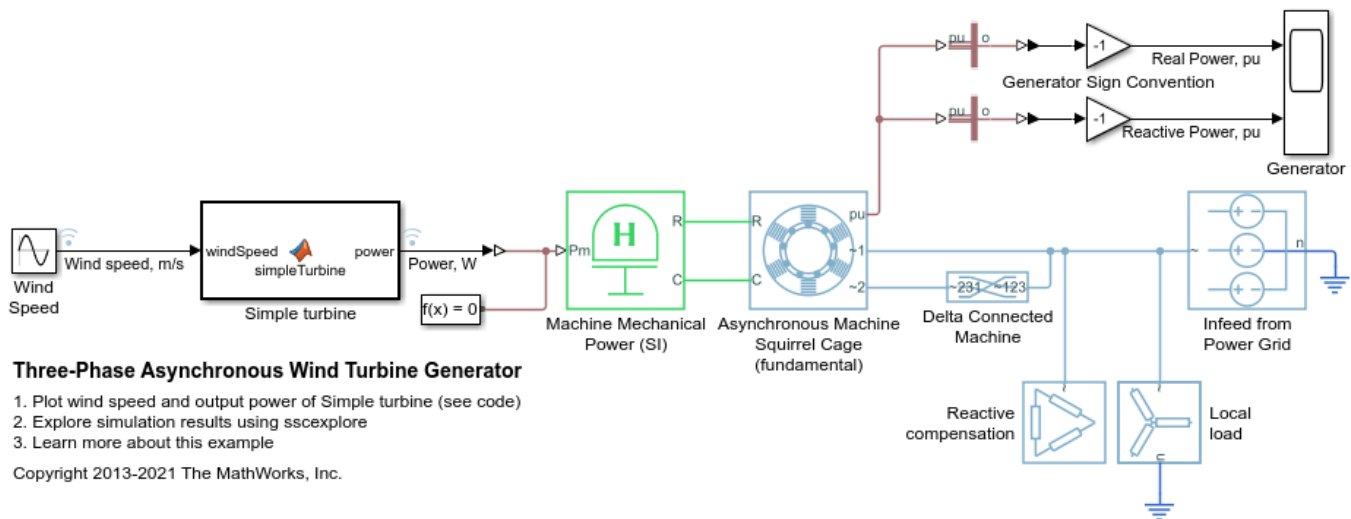 pu
o
-1
Real Power, pu
Generator Sign Convention
pu
o
-1
Reactive Power, pu
Generator
Wind speed, m/s
Wind
Speed
windSpeed
simpleTurbine
power
Simple turbine
Power, W
f(x) = 0
Pm
H
R
C
Machine Mechanical
Power (SI)
R
C
pu
~1
~2
Asynchronous Machine
Squirrel Cage
(fundamental)
~231
~123
Delta Connected
Machine
~
n
Infeed from
Power Grid
Reactive
compensation
~
~
n
Local
load
Three-Phase Asynchronous Wind Turbine Generator
1. Plot wind speed and output power of Simple turbine (see code)
2. Explore simulation results using sscexplore
3. Learn more about this example
Copyright 2013-2021 The MathWorks, Inc.